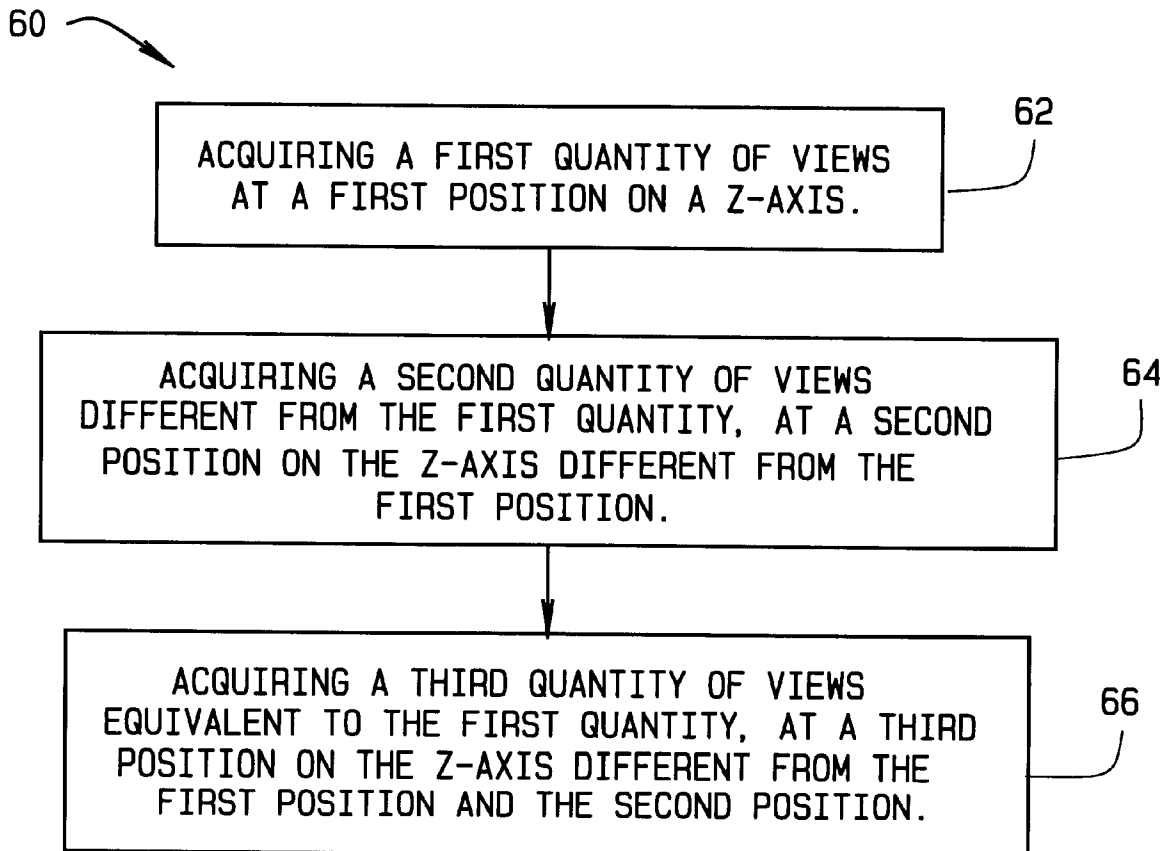 60
62
ACQUIRING A FIRST QUANTITY OF VIEWS
AT A FIRST POSITION ON A Z-AXIS.
64
ACQUIRING A SECOND QUANTITY OF VIEWS
DIFFERENT FROM THE FIRST QUANTITY, AT A SECOND
POSITION ON THE Z-AXIS DIFFERENT FROM THE
FIRST POSITION.
66
ACQUIRING A THIRD QUANTITY OF VIEWS
EQUIVALENT TO THE FIRST QUANTITY, AT A THIRD
POSITION ON THE Z-AXIS DIFFERENT FROM THE
FIRST POSITION AND THE SECOND POSITION.